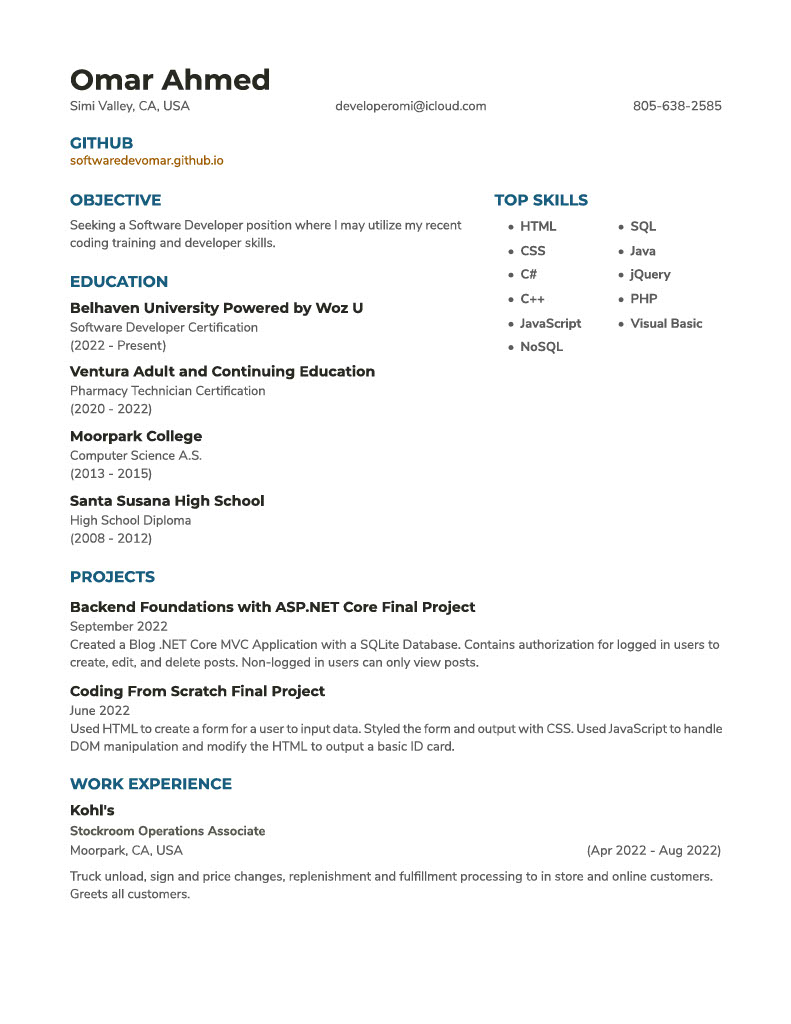 Omar Ahmed
Simi Valley, CA, USA developeromi@icloud.com 805-638-2585
GITHUB
softwaredevomar.github.io
OBJECTIVE
Seeking a Software Developer position where I may utilize my recent
coding training and developer skills.
EDUCATION
Belhaven University Powered by Woz U
Software Developer Certification
(2022 - Present)
Ventura Adult and Continuing Education
Pharmacy Technician Certification
(2020 - 2022)
Moorpark College
Computer Science A.S.
(2013 - 2015)
Santa Susana High School
High School Diploma
(2008 - 2012)
TOP SKILLS
• HTML
• CSS
• C#
• C++
• JavaScript
• NoSQL
• SQL
• Java
• jQuery
• PHP
• Visual Basic
PROJECTS
Backend Foundations with ASP.NET Core Final Project
September 2022
Created a Blog .NET Core MVC Application with a SQLite Database. Contains authorization for logged in users to
create, edit, and delete posts. Non-logged in users can only view posts.
Coding From Scratch Final Project
June 2022
Used HTML to create a form for a user to input data. Styled the form and output with CSS. Used JavaScript to handle
DOM manipulation and modify the HTML to output a basic ID card.
WORK EXPERIENCE
Kohl's
Stockroom Operations Associate
Moorpark, CA, USA (Apr 2022 - Aug 2022)
Truck unload, sign and price changes, replenishment and fulfillment processing to in store and online customers.
Greets all customers.